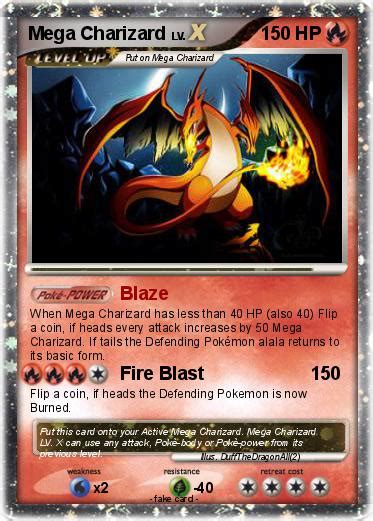 Mega Charizard LV. X 150 HP
LEVEL-UP Put on Mega Charizard
Poké-POWER Blaze
When Mega Charizard has less than 40 HP (also 40) Flip
a coin, if heads every attack increases by 50 Mega
Charizard. If tails the Defending Pokémon alala returns to
its basic form.
Fire Blast 150
Flip a coin, if heads the Defending Pokemon is now
Burned.
Put this card onto your Active Mega Charizard. Mega Charizard
LV. X can use any attack, Pokè-body or Pokè-power from its
previous level.
Illus. DuffTheDragonAll(2)
weakness resistance retreat cost
x2 -40
- fake card -